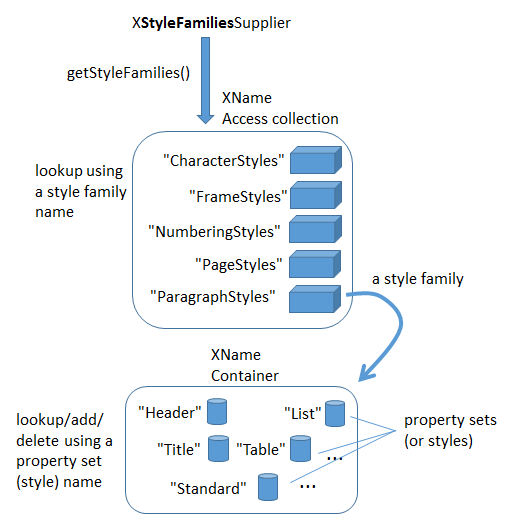 XStyleFamiliesSupplier
getStyleFamilies()
XName
Access collection
lookup using
a style family
name
"CharacterStyles"
"FrameStyles"
"NumberingStyles"
"PageStyles"
"ParagraphStyles"
a style family
XName
Container
lookup/add/
delete using a
property set
(style) name
"Header"
"List"
"Title"
"Table"
...
"Standard"
...
property sets
(or styles)